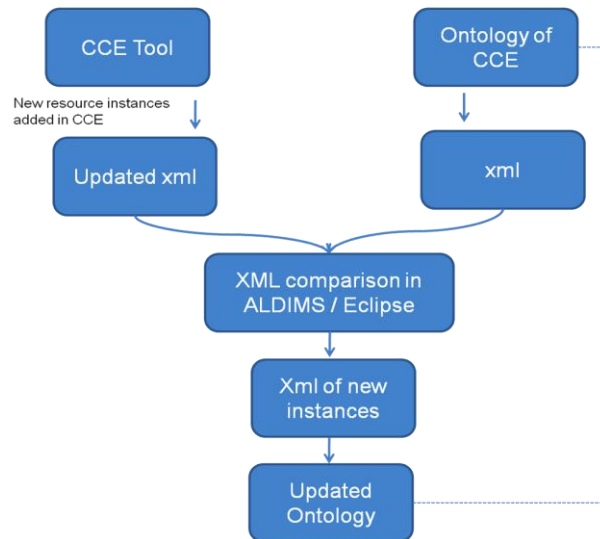 CCE Tool
Ontology of
CCE
New resource instances
added in CCE
Updated xml
xml
XML comparison in
ALDIMS / Eclipse
Xml of new
instances
Updated
Ontology